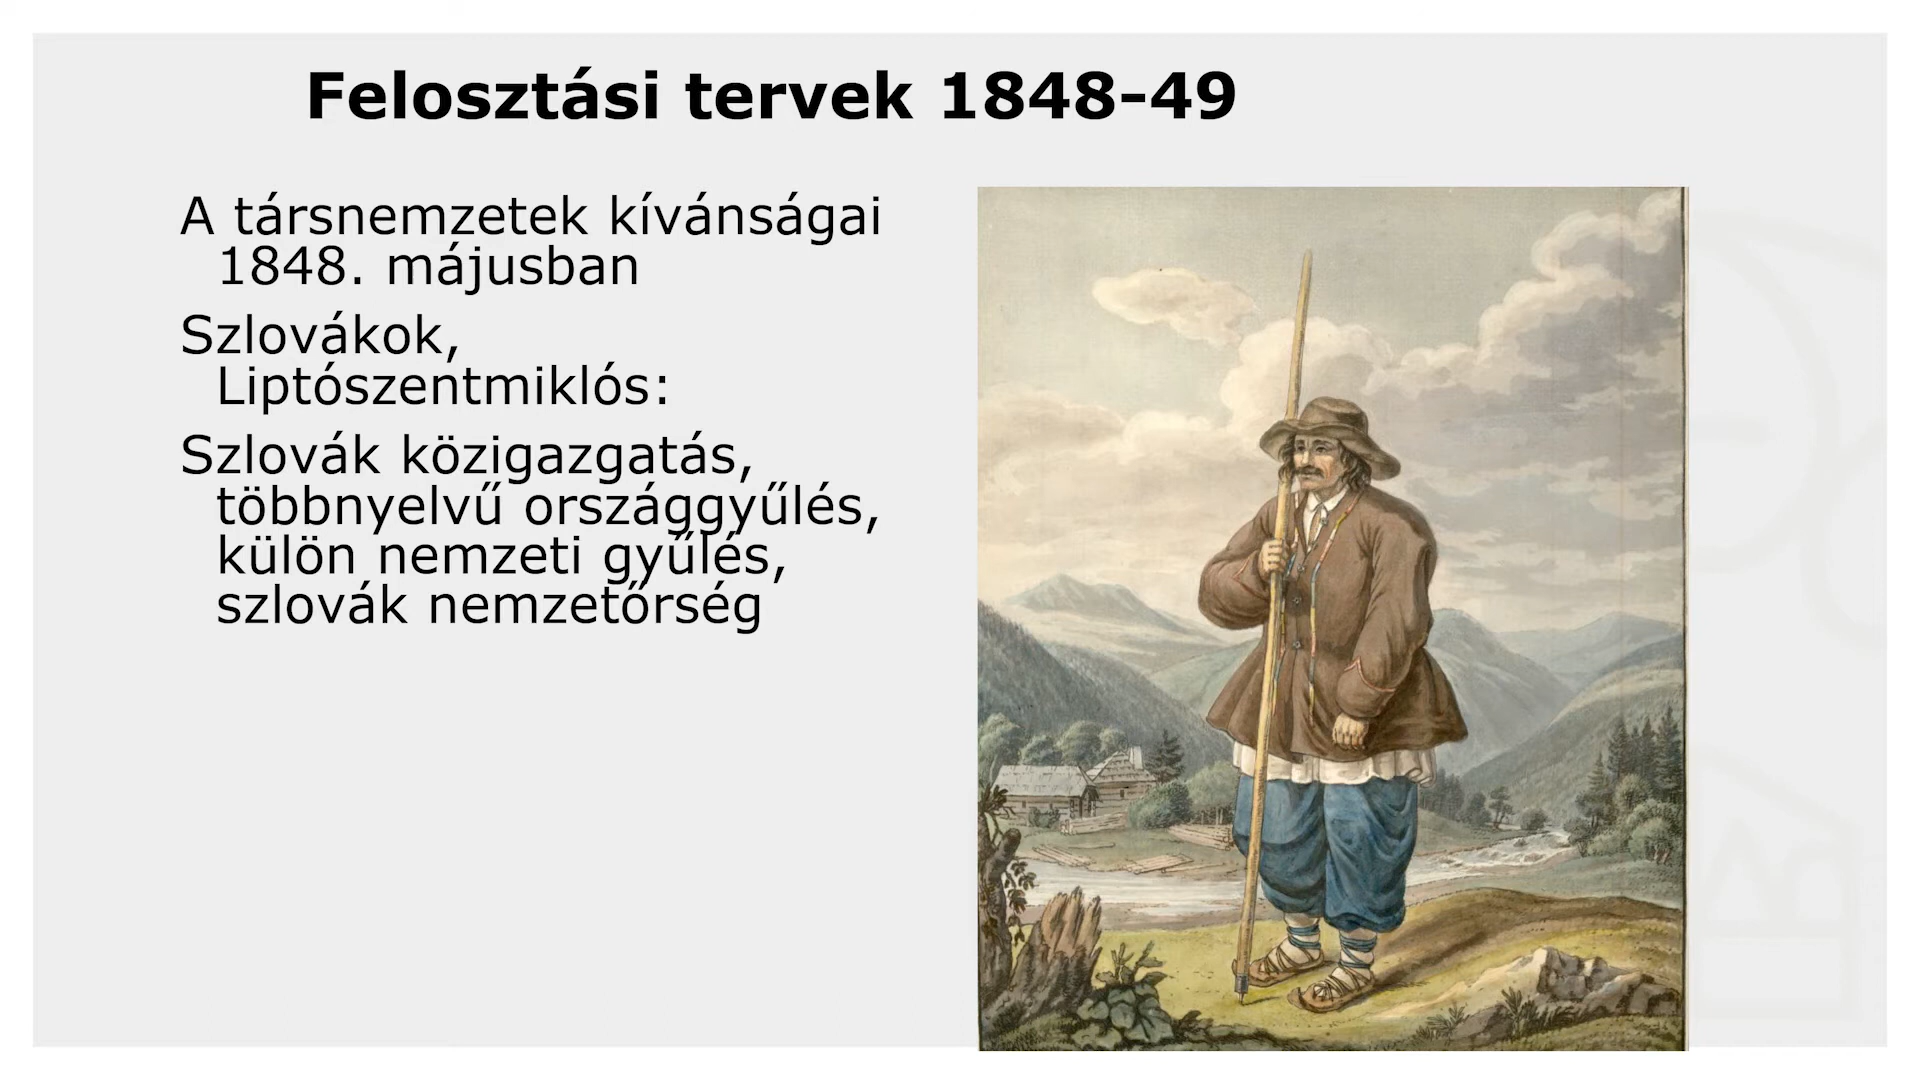 Felosztási tervek 1848-49
A társnemzetek kívánságai
1848. májusban
Szlovákok,
Liptószentmiklós:
Szlovák közigazgatás,
többnyelvű országgyűlés,
külön nemzeti gyűlés,
szlovák nemzetőrség